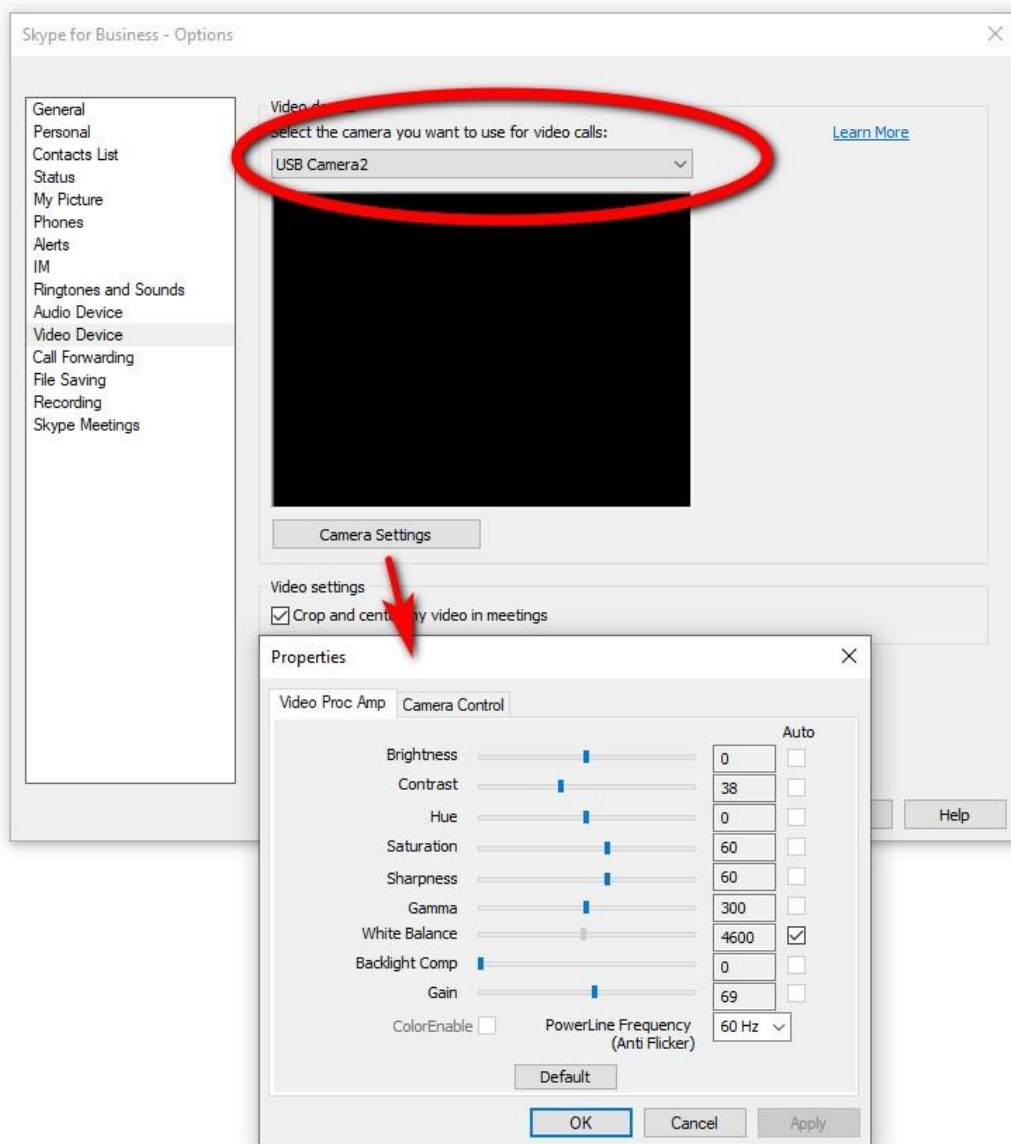 Skype for Business - Options
General
Personal
Contacts List
Status
My Picture
Phones
Alerts
IM
Ringtones and Sounds
Audio Device
Video Device
Call Forwarding
File Saving
Recording
Skype Meetings
Video
Select the camera you want to use for video calls:
Learn More
USB Camera2
Camera Settings
Video settings
Crop and my video in meetings
Help
Properties
Video Proc Amp
Camera Control
Auto
Brightness 0
Contrast 38
Hue 0
Saturation 60
Sharpness 60
Gamma 300
White Balance 4600
Backlight Comp 0
Gain 69
ColorEnable
PowerLine Frequency 60 Hz
(Anti Flicker)
Default
OK
Cancel
Apply